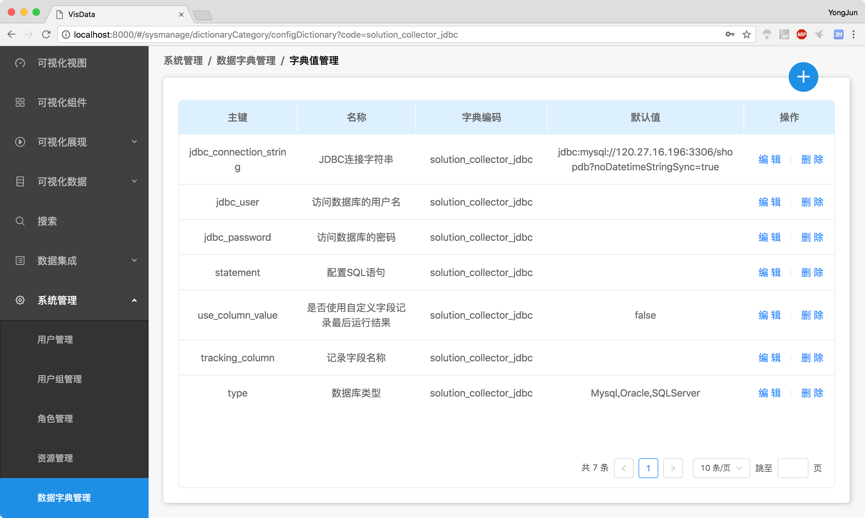 VisData
YongJun
localhost:8000/#/sysmanage/dictionaryCategory/configDictionary?code=solution_collector_jdbc
ABP
可视化视图
可视化组件
可视化展现
可视化数据
搜索
数据集成
系统管理
用户管理
用户组管理
角色管理
资源管理
数据字典管理
系统管理 / 数据字典管理 / 字典值管理
主键 名称 字典编码 默认值 操作
jdbc_connection_strin
g
JDBC连接字符串 solution_collector_jdbc
jdbc:mysql://120.27.16.196:3306/sho
pdb?noDatetimeStringSync=true
编 辑 删 除
jdbc_user 访问数据库的用户名 solution_collector_jdbc 编 辑 删 除
jdbc_password 访问数据库的密码 solution_collector_jdbc 编 辑 删 除
statement 配置SQL语句 solution_collector_jdbc 编 辑 删 除
use_column_value
是否使用自定义字段记
录最后运行结果
solution_collector_jdbc false 编 辑 删 除
tracking_column 记录字段名称 solution_collector_jdbc 编 辑 删 除
type 数据库类型 solution_collector_jdbc Mysql,Oracle,SQLServer 编 辑 删 除
共 7 条 < 1 > 10 条/页 跳至 页